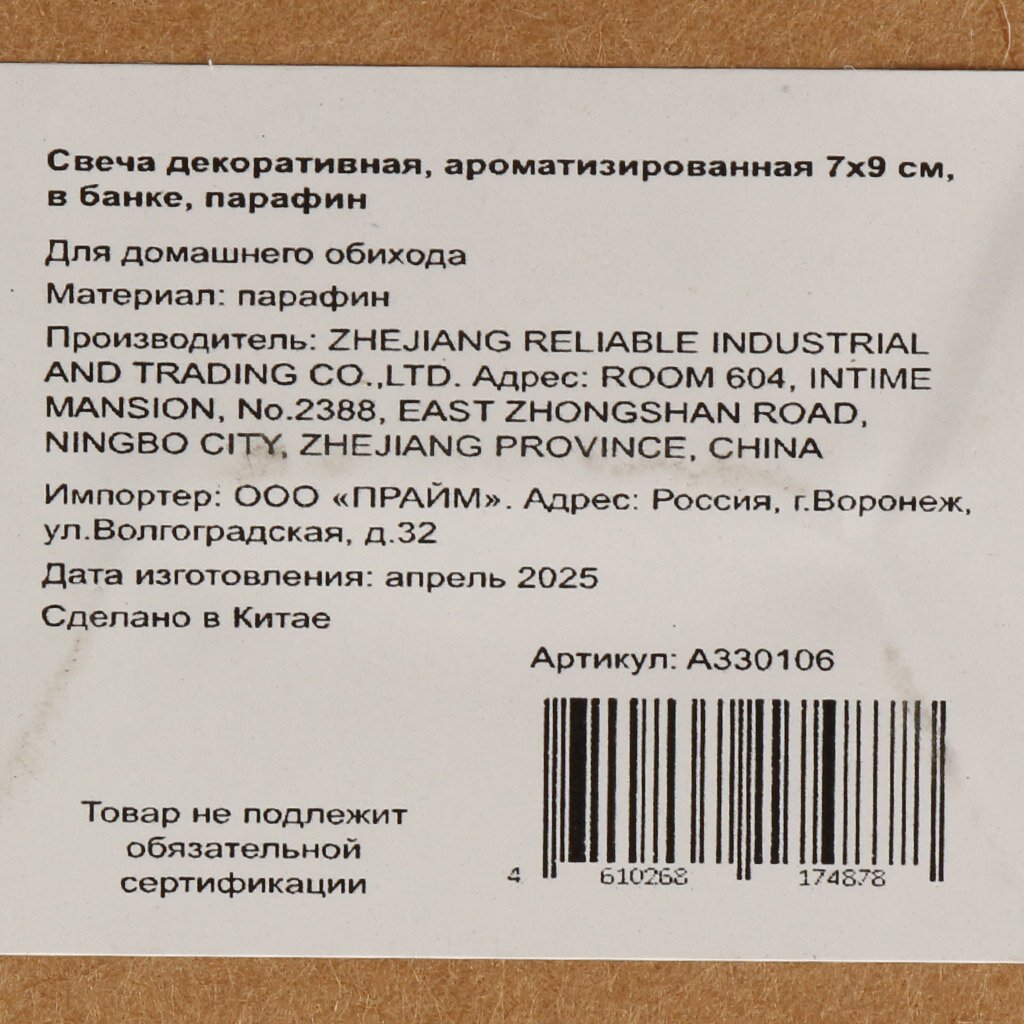 Свеча декоративная, ароматизированная 7х9 см,
в банке, парафин
Для домашнего обихода
Материал: парафин
Производитель: ZHEJIANG RELIABLE INDUSTRIAL
AND TRADING CO.,LTD. Адрес: ROOM 604, INTIME
MANSION, No.2388, EAST ZHONGSHAN ROAD,
NINGBO CITY, ZHEJIANG PROVINCE, CHINA
Импортер: ООО «ПРАЙМ». Адрес: Россия, г.Воронеж,
ул.Волгоградская, д.32
Дата изготовления: апрель 2025
Сделано в Китае
Артикул: А330106
Товар не подлежит
обязательной
сертификации
4 610268 174878